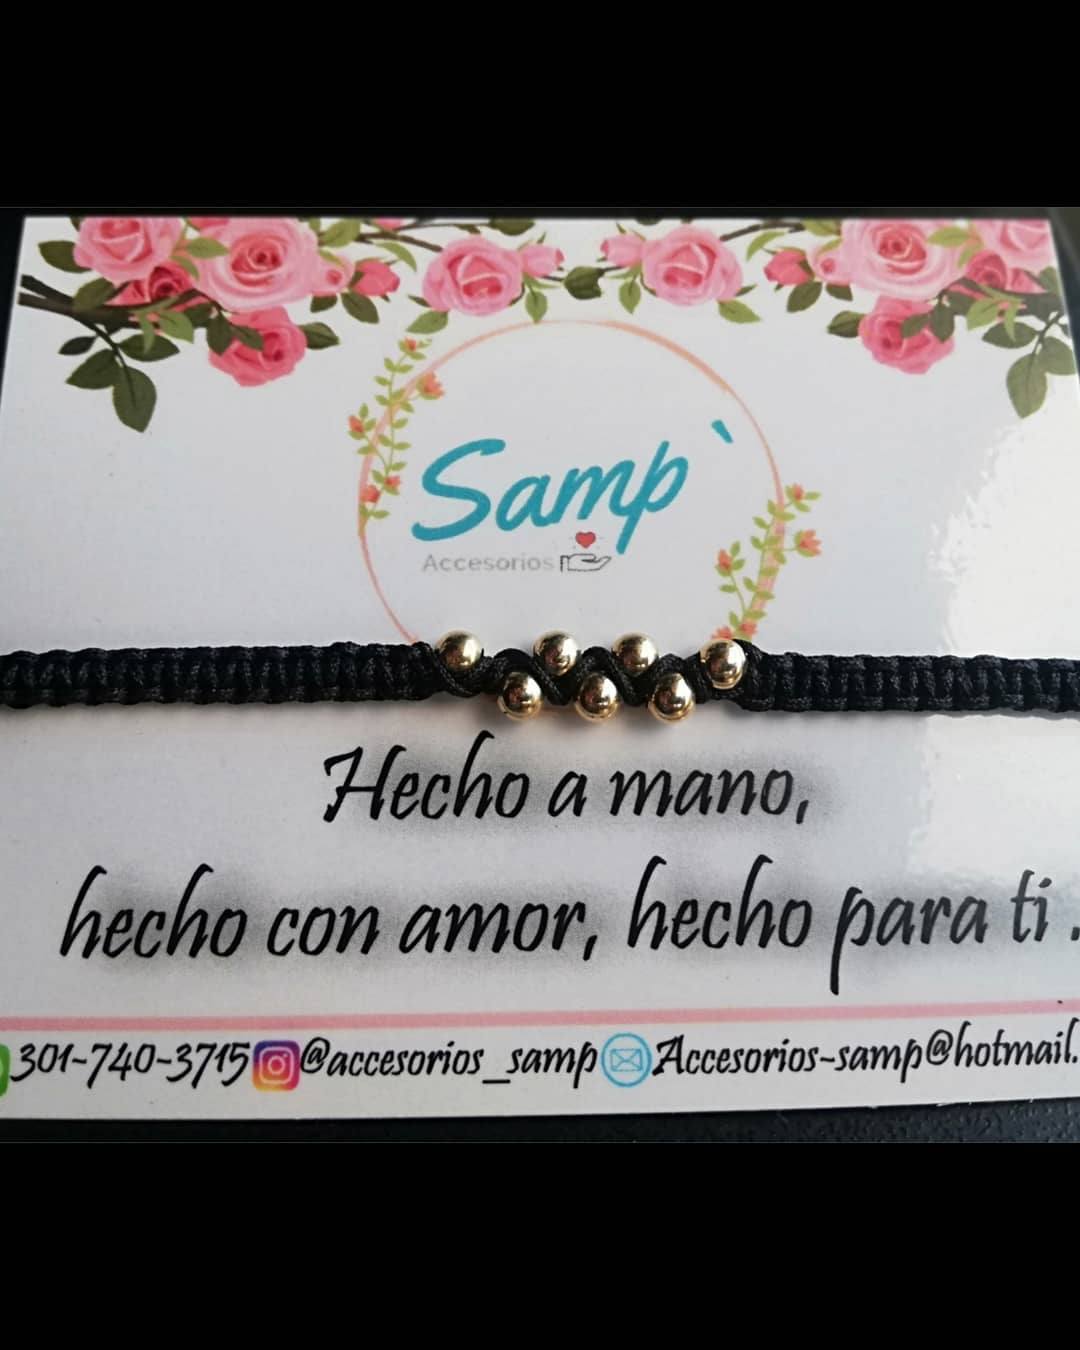 Samp`
Accesorios
Hecho a mano,
hecho con amor, hecho para ti .
301-740-3715 @accesorios_samp Accesorios-samp@hotmail.